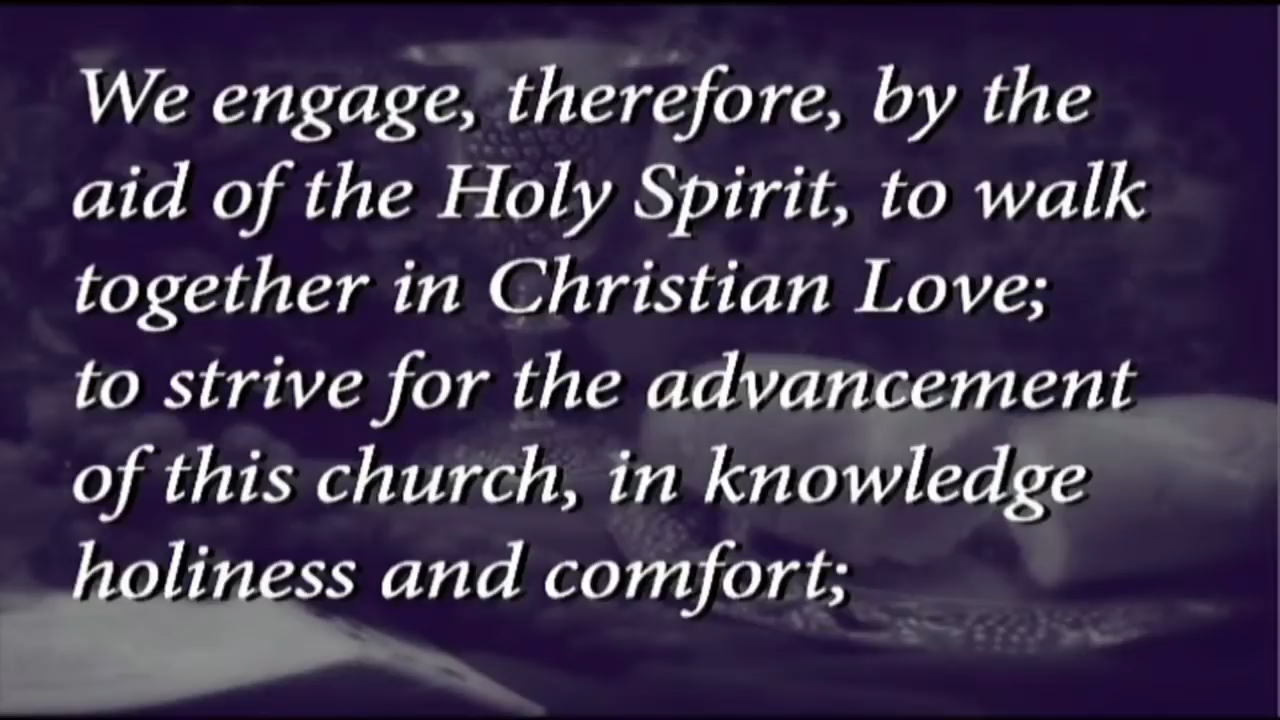 We engage, therefore, by the
aid of the Holy Spirit, to walk
together in Christian Love;
to strive for the advancement
of this church, in knowledge
holiness and comfort;